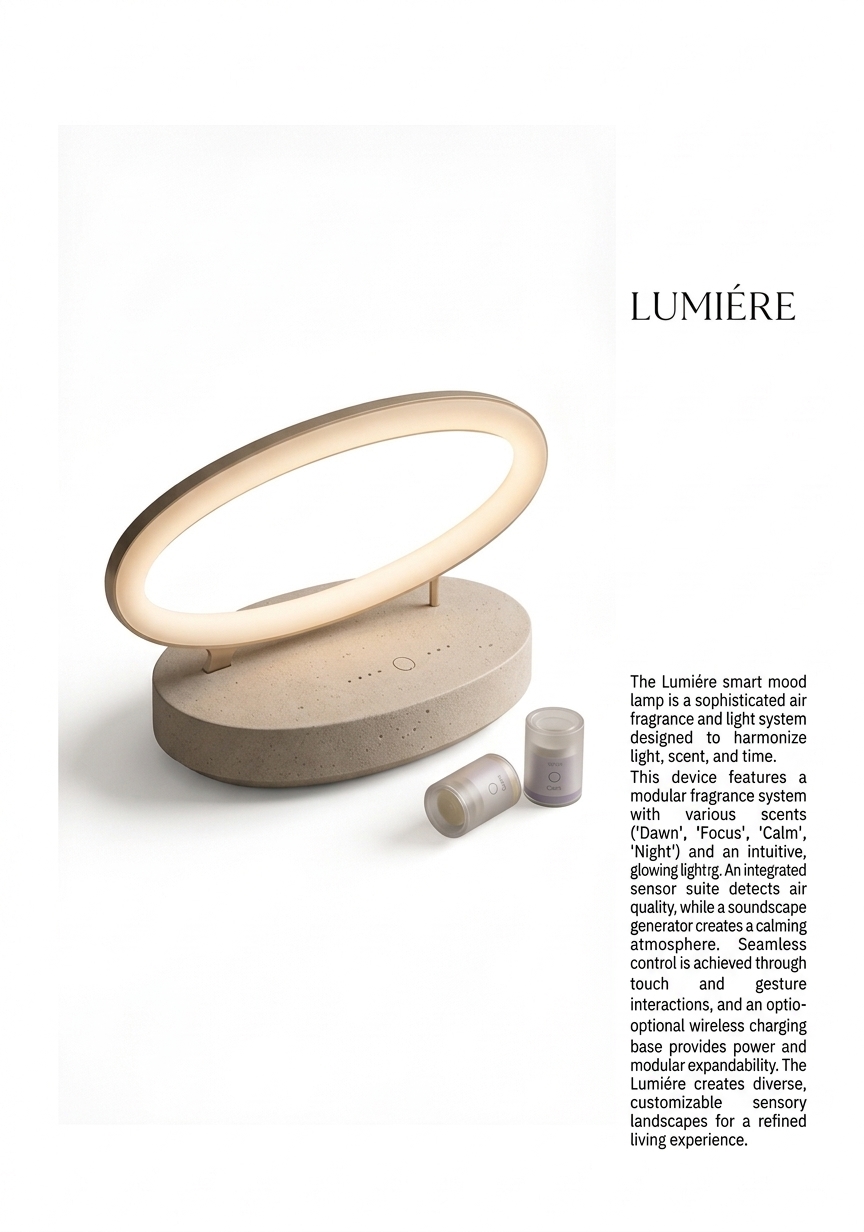 LUMIÉRE
The Lumiére smart mood
lamp is a sophisticated air
fragrance and light system
designed to harmonize
light, scent, and time.
This device features a
modular fragrance system
with various scents
('Dawn', 'Focus', 'Calm',
'Night') and an intuitive,
glowing lightrg. An integrated
sensor suite detects air
quality, while a soundscape
generator creates a calming
atmosphere. Seamless
control is achieved through
touch and gesture
interactions, and an optio-
optional wireless charging
base provides power and
modular expandability. The
Lumiére creates diverse,
customizable sensory
landscapes for a refined
living experience.